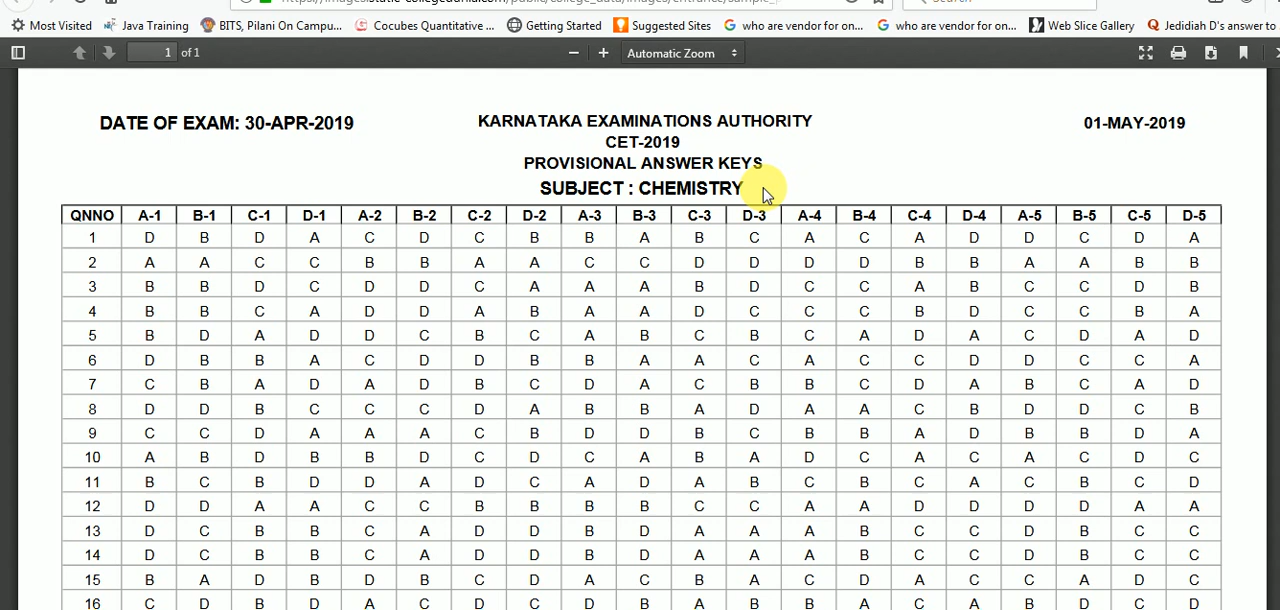 Most Visited Java Training BITS, Pilani On Campu... Cocubes Quantitative ... Getting Started Suggested Sites who are vendor for on... who are vendor for on... Web Slice Gallery Jedidiah D's answer to
1 of 1 Automatic Zoom
DATE OF EXAM: 30-APR-2019 KARNATAKA EXAMINATIONS AUTHORITY 01-MAY-2019
CET-2019
PROVISIONAL ANSWER KEYS
SUBJECT : CHEMISTRY
QNNO A-1 B-1 C-1 D-1 A-2 B-2 C-2 D-2 A-3 B-3 C-3 D-3 A-4 B-4 C-4 D-4 A-5 B-5 C-5 D-5
1 D B D A C D C B B A B C A C A D D C D A
2 A A C C B B A A C C D D D D B B A A B B
3 B B D C D D C A A A B D C C A B C C D B
4 B B C A D D A B A A D C C C B D C C B A
5 B D A D D C B C A B C B C A D A C D A D
6 D B B A C D D B B A A C A C C D D C C A
7 C B A D A D B C D A C B B C D A B C A D
8 D D B C C C D A B B A D A A C B D D C B
9 C C D A A A C B D D B C B B A D B B D A
10 A B D B B D C D C A B A D C A C A C D C
11 B C B D D A D C A D A B C B C A C B C D
12 D D A A C C B B B B C C A A D D D D A A
13 D C B B C A D D B D A A A B C C D B C C
14 D C B B C A D D B D A A A B C C D B C C
15 B A D B D B C D A C B A C D A C C A D C
16 C D B D A C D C D B A B B A C A B D C D